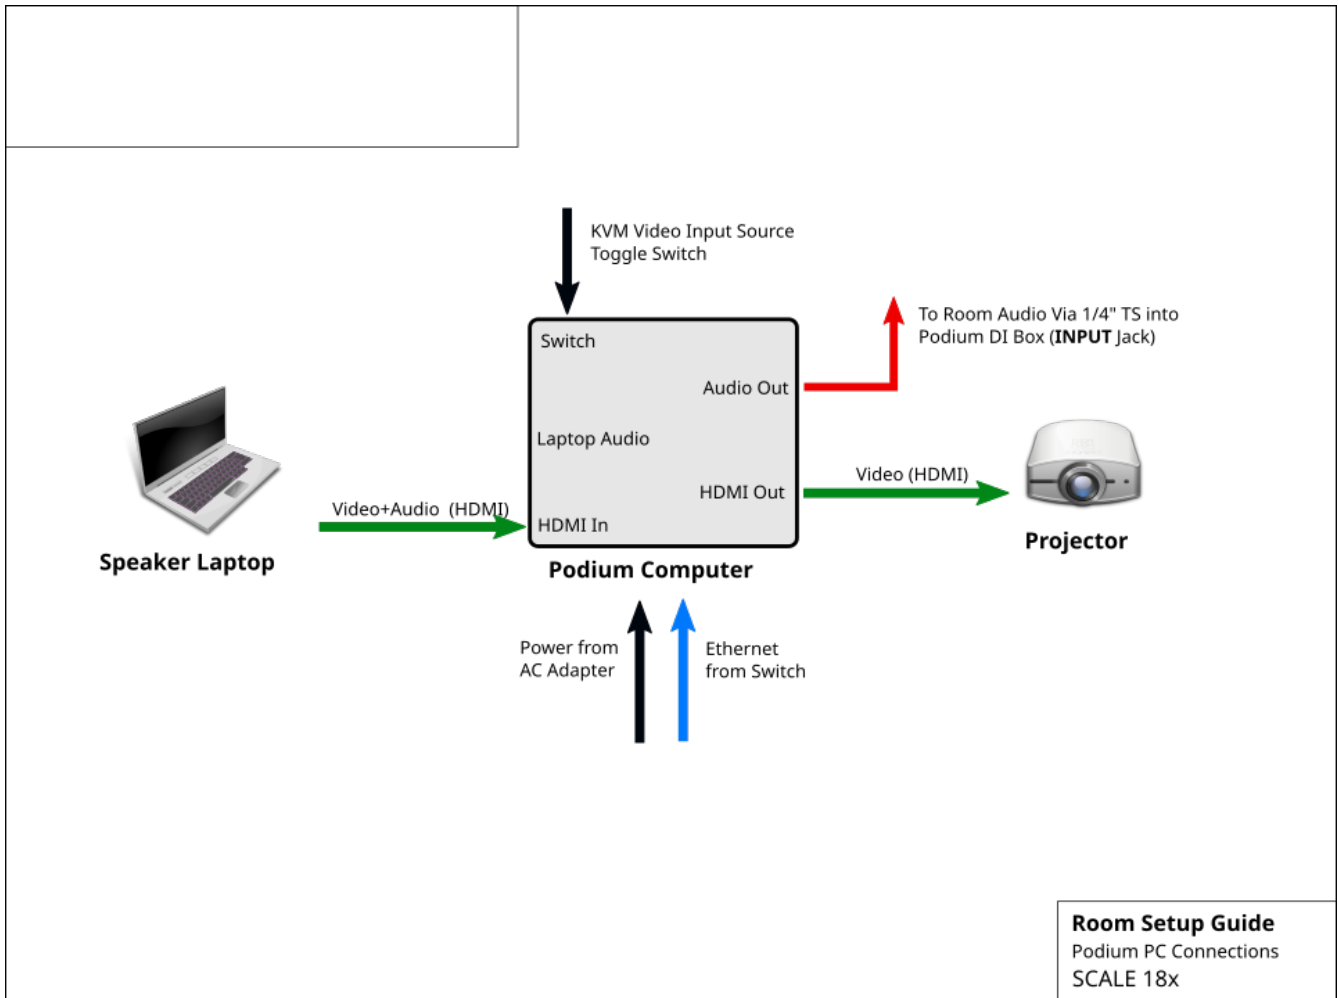 KVM Video Input Source
Toggle Switch
To Room Audio Via 1/4" TS into
Podium DI Box (INPUT Jack)
Switch
Audio Out
Laptop Audio
Video (HDMI)
HDMI Out
Video+Audio (HDMI)
HDMI In
Projector
Speaker Laptop
Podium Computer
Power from
AC Adapter
Ethernet
from Switch
Room Setup Guide
Podium PC Connections
SCALE 18x